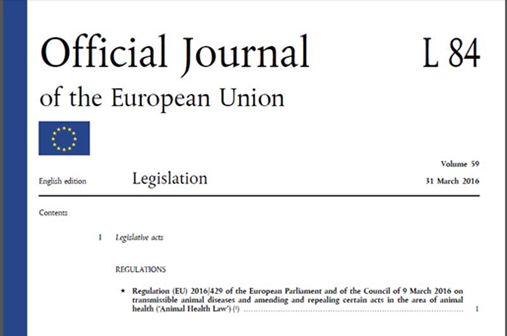 Official Journal L 84
of the European Union
Volume 59
English edition Legislation 31 March 2016
Contents
I Legislative acts
REGULATIONS
★ Regulation (EU) 2016/429 of the European Parliament and of the Council of 9 March 2016 on
transmissible animal diseases and amending and repealing certain acts in the area of animal
health (‘Animal Health Law’) (¹) ........................................................ 1